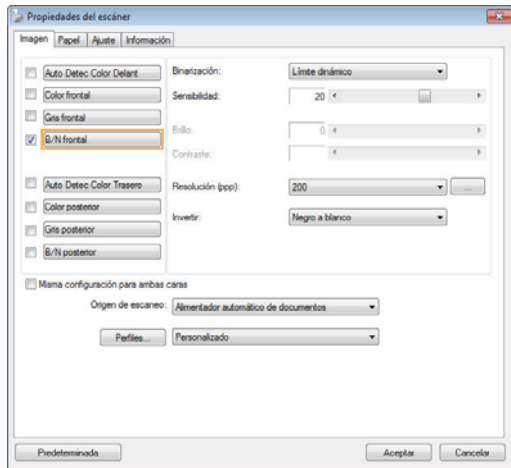 Propiedades del escáner
Imagen Papel Ajuste Información
Auto Detec Color Delant
Color frontal
Gris frontal
B/N frontal
Auto Detec Color Trasero
Color posterior
Gris posterior
B/N posterior
Binarización: Límite dinámico
Sensibilidad: 20
Brillo: 0
Contraste:
Resolución (ppp): 200 ...
Invertir: Negro a blanco
Misma configuración para ambas caras
Origen de escaneo: Alimentador automático de documentos
Perfiles... Personalizado
Predeterminada Aceptar Cancelar